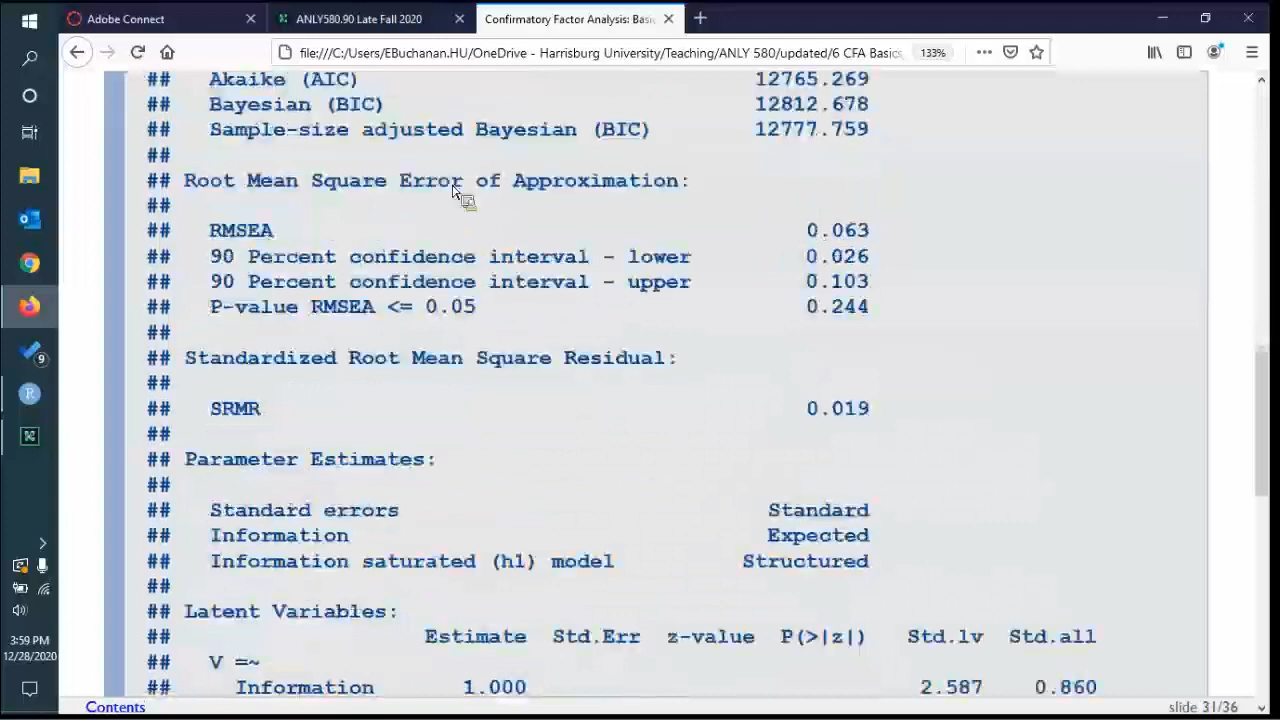 Adobe Connect
ANLY580.90 Late Fall 2020
Confirmatory Factor Analysis: Basi
file:///C:/Users/EBuchanan.HU/OneDrive - Harrisburg University/Teaching/ANLY 580/updated/6 CFA Basics.
133%
## Akaike (AIC) 12765.269
## Bayesian (BIC) 12812.678
## Sample-size adjusted Bayesian (BIC) 12777.759
##
## Root Mean Square Error of Approximation:
##
## RMSEA 0.063
## 90 Percent confidence interval - lower 0.026
## 90 Percent confidence interval - upper 0.103
## P-value RMSEA <= 0.05 0.244
##
## Standardized Root Mean Square Residual:
##
## SRMR 0.019
##
## Parameter Estimates:
##
## Standard errors Standard
## Information Expected
## Information saturated (h1) model Structured
##
## Latent Variables:
## Estimate Std.Err z-value P(>|z|) Std.lv Std.all
## V =~
## Information 1.000 2.587 0.860
Contents
slide 31/36
9
3:59 PM
12/28/2020